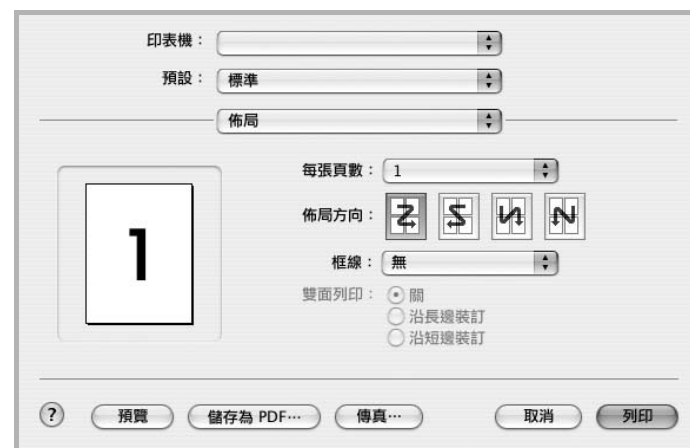 印表機：
預設： 標準
佈局
每張頁數： 1
佈局方向：
框線： 無
雙面列印： 關
沿長邊裝訂
沿短邊裝訂
1
? 預覽 儲存為 PDF… 傳真… 取消 列印